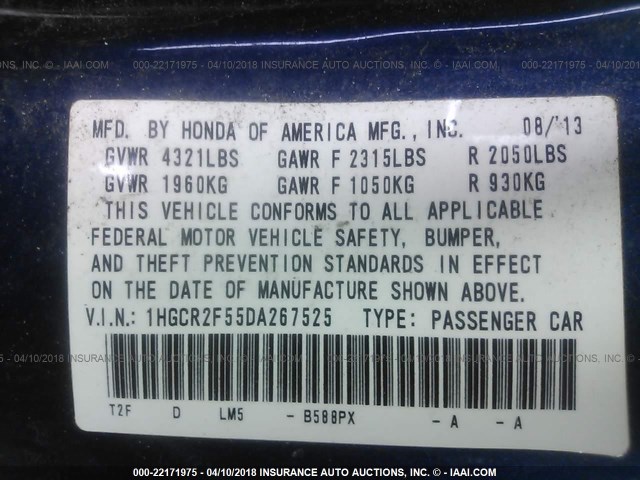 MFD. BY HONDA OF AMERICA MFG., INC. 08/13
GVWR 4321LBS GAWR F 2315LBS R 2050LBS
GVWR 1960KG GAWR F 1050KG R 930KG
THIS VEHICLE CONFORMS TO ALL APPLICABLE
FEDERAL MOTOR VEHICLE SAFETY, BUMPER,
AND THEFT PREVENTION STANDARDS IN EFFECT
ON THE DATE OF MANUFACTURE SHOWN ABOVE.
V.I.N.: 1HGCR2F55DA267525 TYPE: PASSENGER CAR
T2F D LM5 - B588PX - A - A
000-22171975 - 04/10/2018 INSURANCE AUTO AUCTIONS, INC. - © IAAI.COM